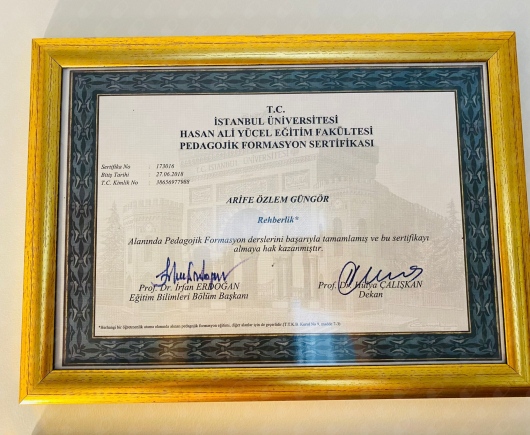 T.C.
İSTANBUL ÜNİVERSİTESİ
HASAN ALİ YÜCEL EĞİTİM FAKÜLTESİ
PEDAGOJİK FORMASYON SERTİFİKASI
Sertifika No : 173016
Bitiş Tarihi : 27.06.2018
T.C. Kimlik No : 38656977988
ARİFE ÖZLEM GÜNGÖR
Rehberlik*
Alanında Pedagojik Formasyon derslerini başarıyla tamamlamış ve bu sertifikayı
almaya hak kazanmıştır.
Prof. Dr. İrfan ERDOĞAN
Eğitim Bilimleri Bölüm Başkanı
Prof. Dr. Hülya ÇALIŞKAN
Dekan